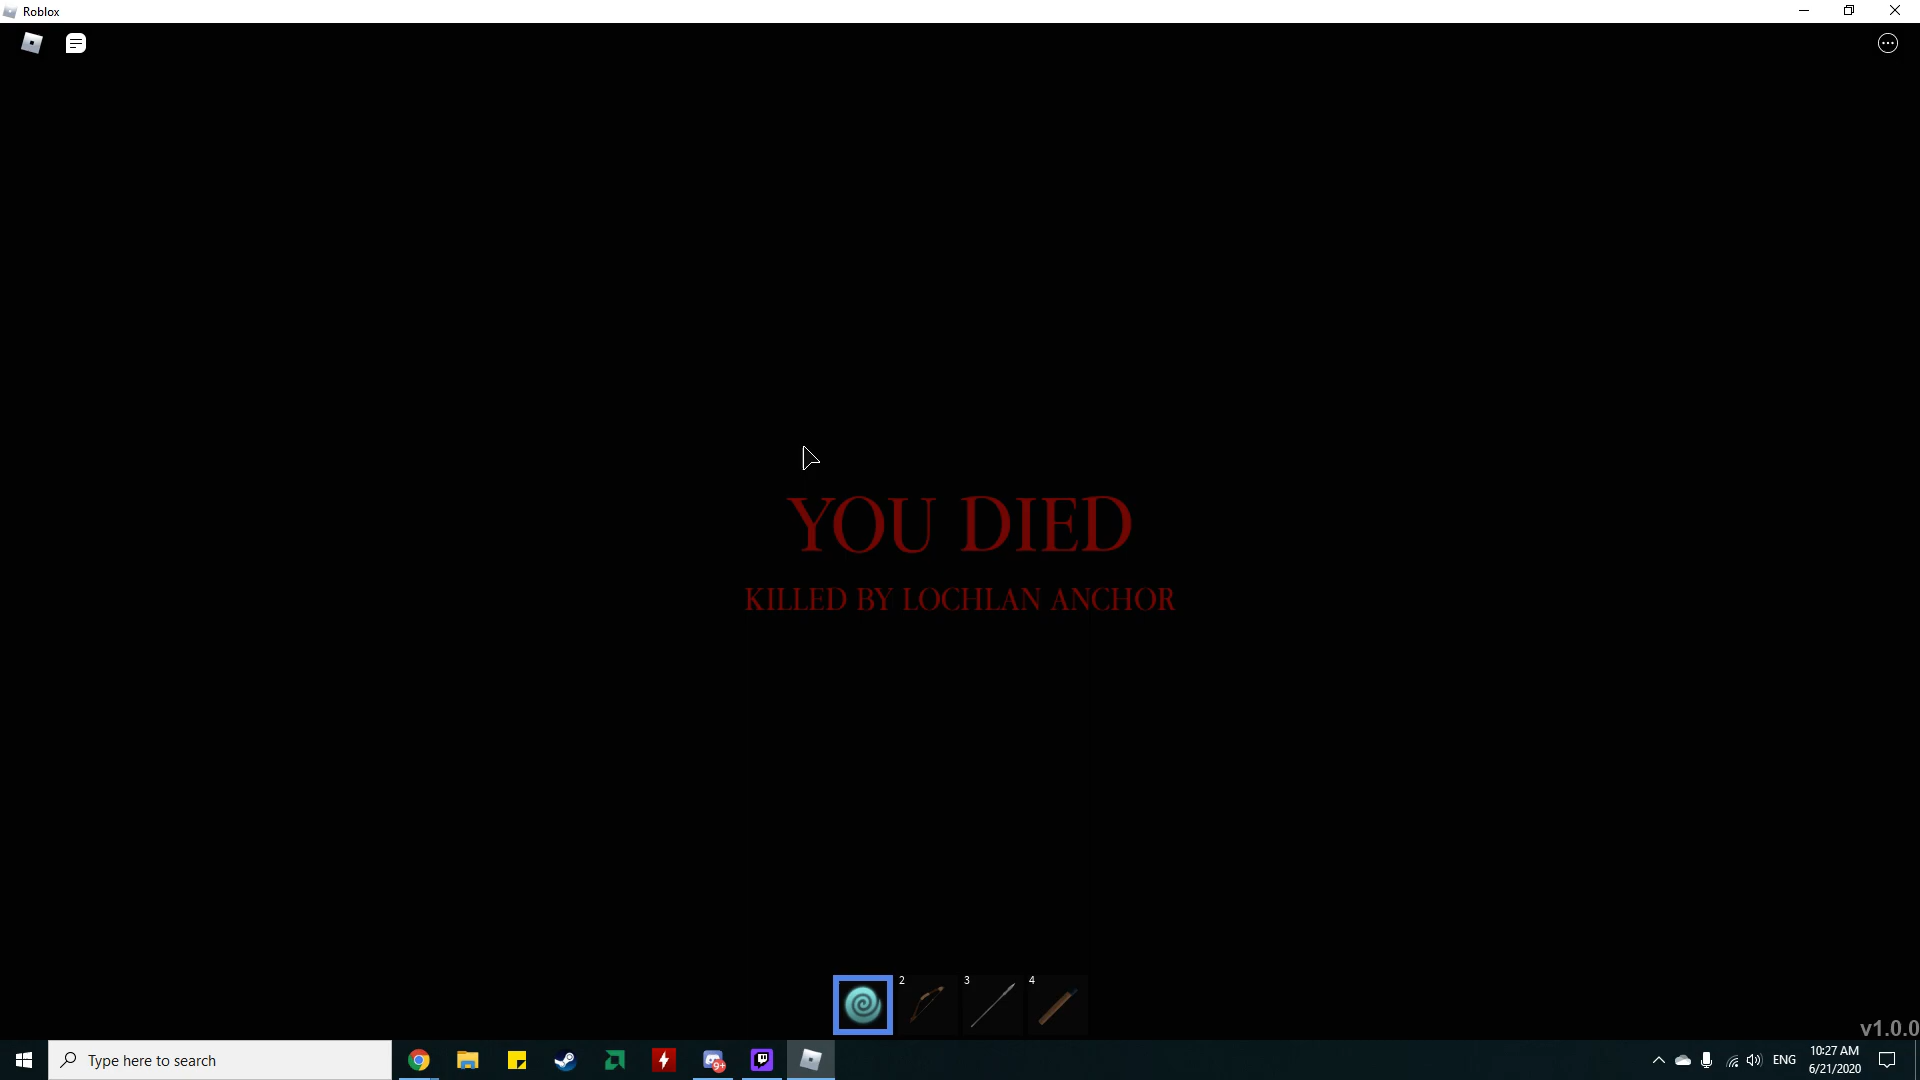 Roblox
YOU DIED
KILLED BY LOCHLAN ANCHOR
2
3
4
v1.0.0
Type here to search
9+
ENG
10:27 AM
6/21/2020